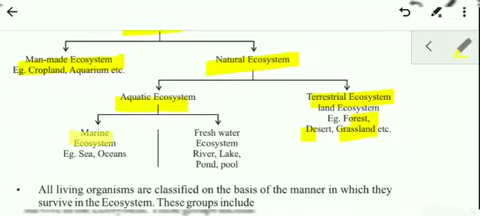 Man-made Ecosystem
Eg. Cropland, Aquarium etc.
Natural Ecosystem
Aquatic Ecosystem
Terrestrial Ecosystem
land Ecosystem
Eg. Forest,
Desert, Grassland etc.
Marine
Ecosystem
Eg. Sea, Oceans
Fresh water
Ecosystem
River, Lake,
Pond, pool
• All living organisms are classified on the basis of the manner in which they
survive in the Ecosystem. These groups include